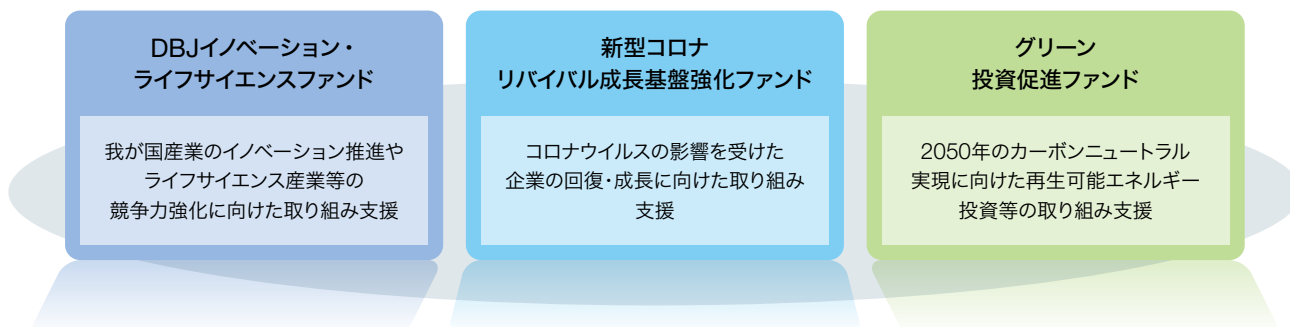 DBJイノベーション・
ライフサイエンスファンド
我が国産業のイノベーション推進や
ライフサイエンス産業等の
競争力強化に向けた取り組み支援
新型コロナ
リバイバル成長基盤強化ファンド
コロナウイルスの影響を受けた
企業の回復・成長に向けた取り組み
支援
グリーン
投資促進ファンド
2050年のカーボンニュートラル
実現に向けた再生可能エネルギー
投資等の取り組み支援